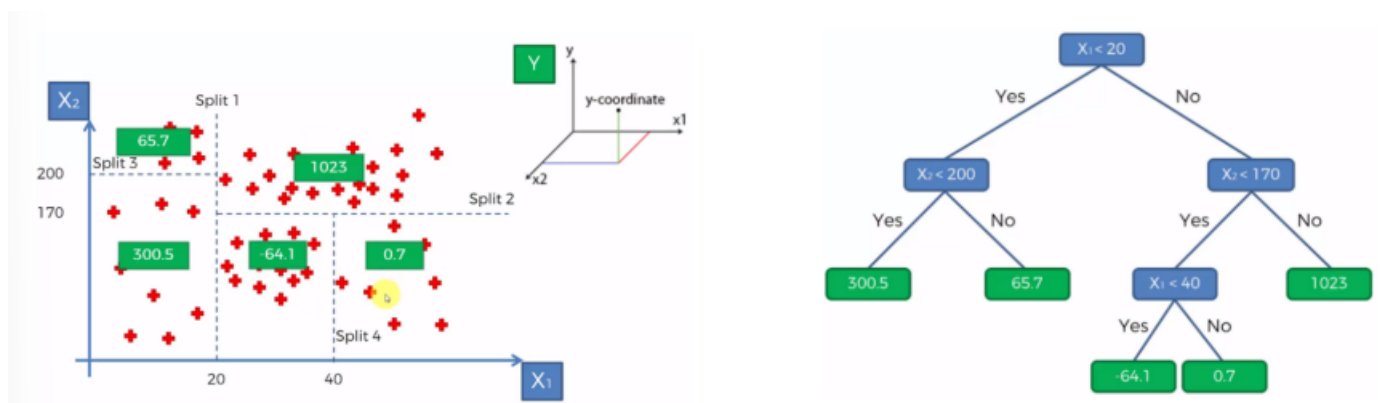 Y
y
X₂
Split 1
y-coordinate
x1
65.7
Split 3
1023
x2
200
170
Split 2
300.5
-64.1
0.7
Split 4
20
40
X₁
X₁ < 20
Yes
No
X₂ < 200
X₂ < 170
Yes
No
Yes
No
300.5
65.7
X₁ < 40
1023
Yes
No
-64.1
0.7